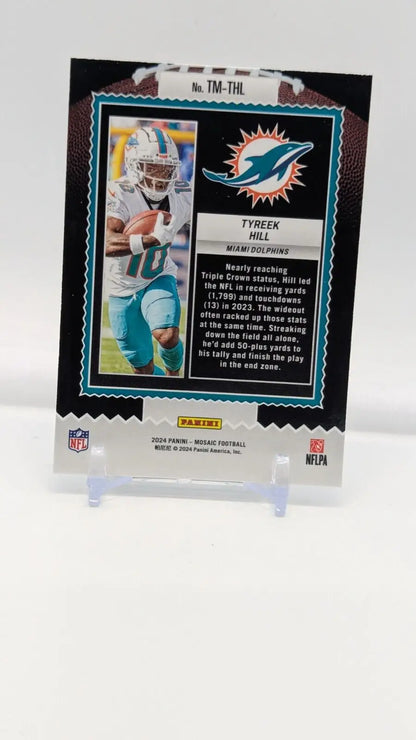 No. TM-THL
TYREEK
HILL
MIAMI DOLPHINS
Nearly reaching
Triple Crown status, Hill led
the NFL in receiving yards
(1,799) and touchdowns
(13) in 2023. The wideout
often racked up those stats
at the same time. Streaking
down the field all alone,
he'd add 50-plus yards to
his tally and finish the play
in the end zone.
10
PANINI
2024 PANINI – MOSAIC FOOTBALL
© 2024 Panini America, Inc.
NFL
NFLPA